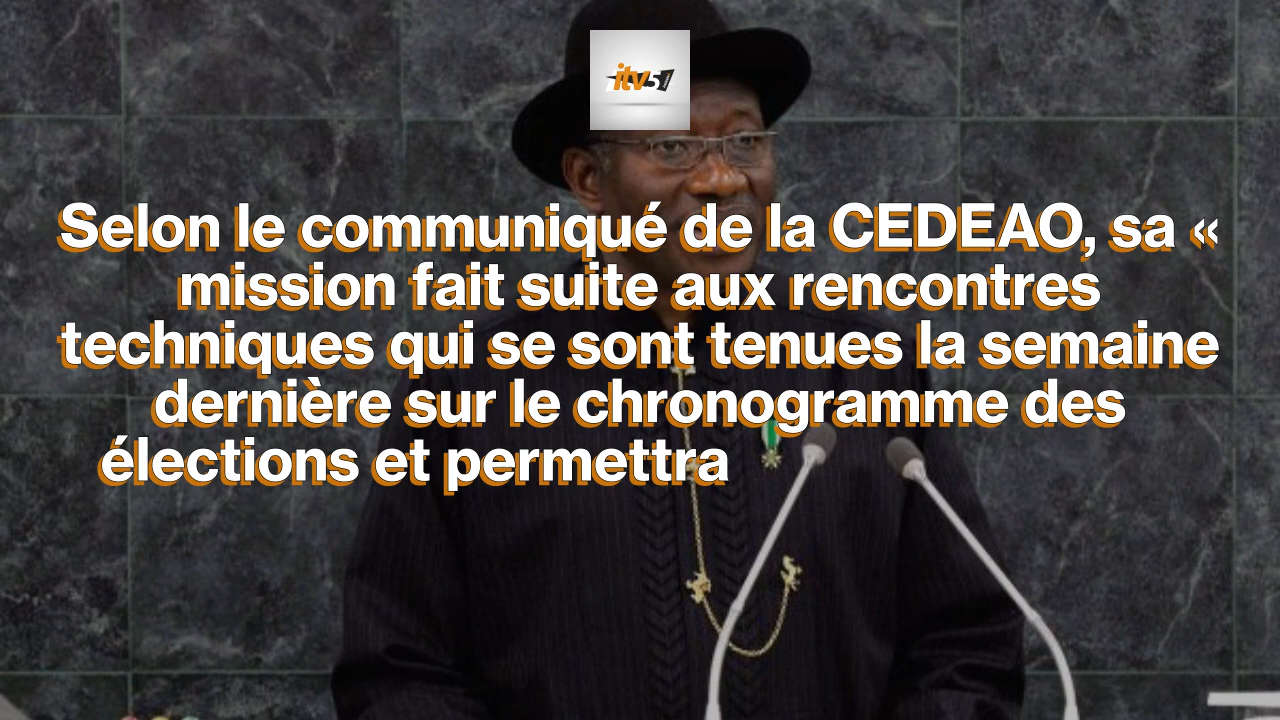 itv5
Selon le communiqué de la CEDEAO, sa «
mission fait suite aux rencontres
techniques qui se sont tenues la semaine
dernière sur le chronogramme des
élections et permettra